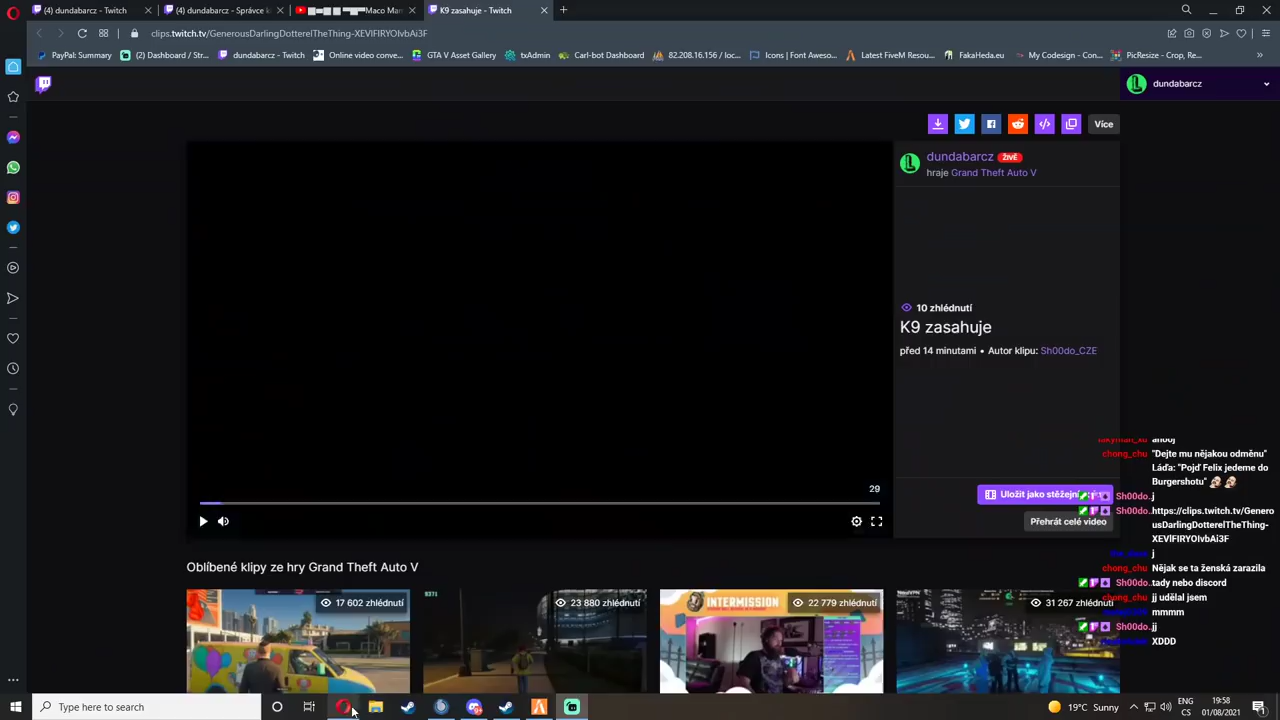 (4) dundabarcz - Twitch
(4) dundabarcz - Správce k
Maco Mam
K9 zasahuje - Twitch
clips.twitch.tv/GenerousDarlingDotterelTheThing-XEVlFIRYOlvbAi3F
PayPal Summary
(2) Dashboard / Str...
dundabarcz - Twitch
Online video conve...
GTA V Asset Gallery
txAdmin
Carl-bot Dashboard
82.208.16.156 / loc...
Icons | Font Aweso...
Latest FiveM Resou...
FakaHeda.eu
My Codesign - Con...
PicResize - Crop, Re...
dundabarcz
Více
dundabarcz ŽIVĚ
hraje Grand Theft Auto V
10 zhlédnutí
K9 zasahuje
před 14 minutami • Autor klipu: Sh00do_CZE
29
Uložit jako stěžejní
Přehrát celé video
Oblíbené klipy ze hry Grand Theft Auto V
17 602 zhlédnutí
9371
23 880 zhlédnutí
INTERMISSION
22 779 zhlédnutí
31 267 zhlédnutí
ahooj
chong_chu "Dejte mu nějakou odměnu"
Láďa: "Pojď Felix jedeme do
Burgershotu"
Sh00do. j
Sh00do. https://clips.twitch.tv/Genero
usDarlingDotterelTheThing-
XEVlFIRYOlvbAi3F
j
chong_chu Nějak se ta ženská zarazila
Sh00do. tady nebo discord
chong_chu jj udělal jsem
mmmm
Sh00do. jj
XDDD
Type here to search
19°C Sunny
ENG
CS
19:58
01/08/2021